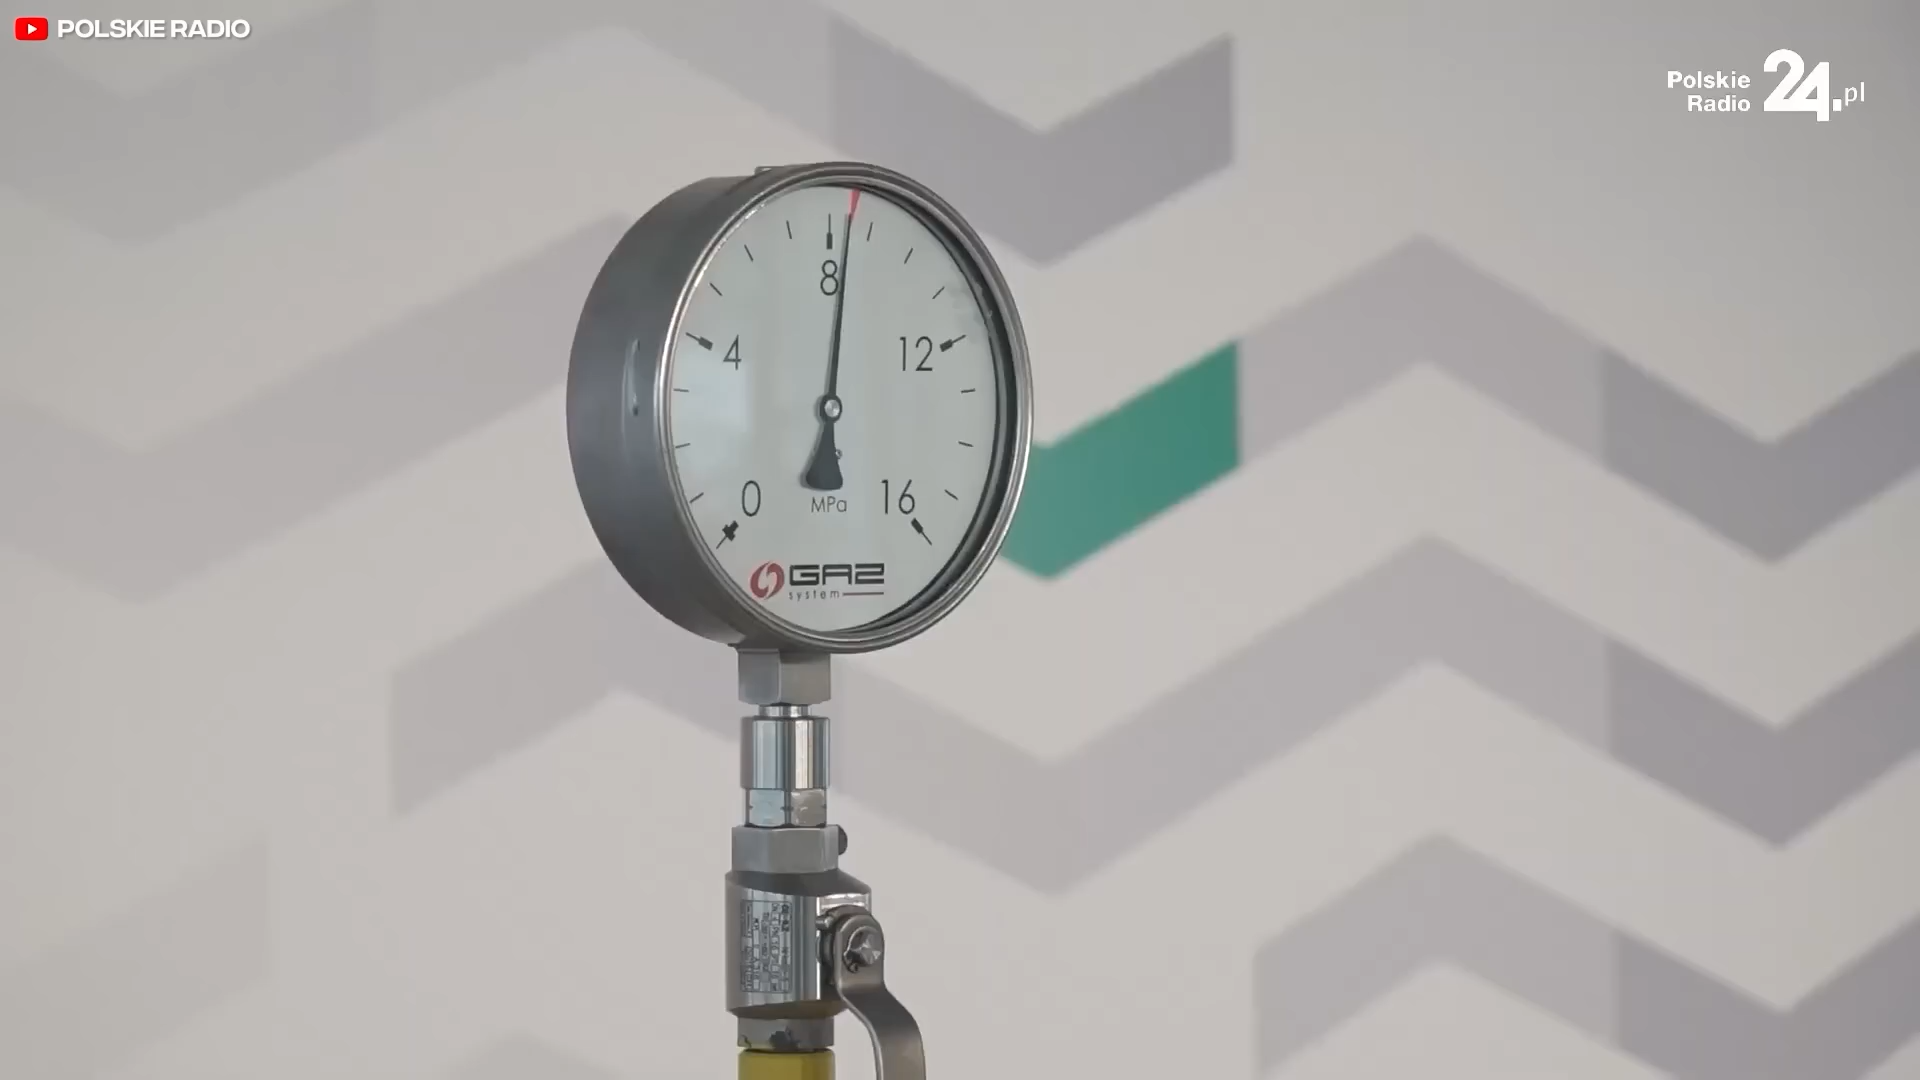 POLSKIE RADIO
Polskie
Radio
24.pl
8
4
12
0
16
MPa
GAZ
system